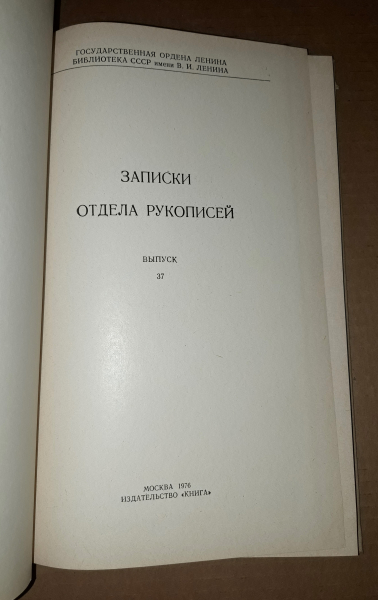 ГОСУДАРСТВЕННАЯ ОРДЕНА ЛЕНИНА
БИБЛИОТЕКА СССР имени В. И. ЛЕНИНА
ЗАПИСКИ
ОТДЕЛА РУКОПИСЕЙ
ВЫПУСК
37
МОСКВА 1976
ИЗДАТЕЛЬСТВО «КНИГА»